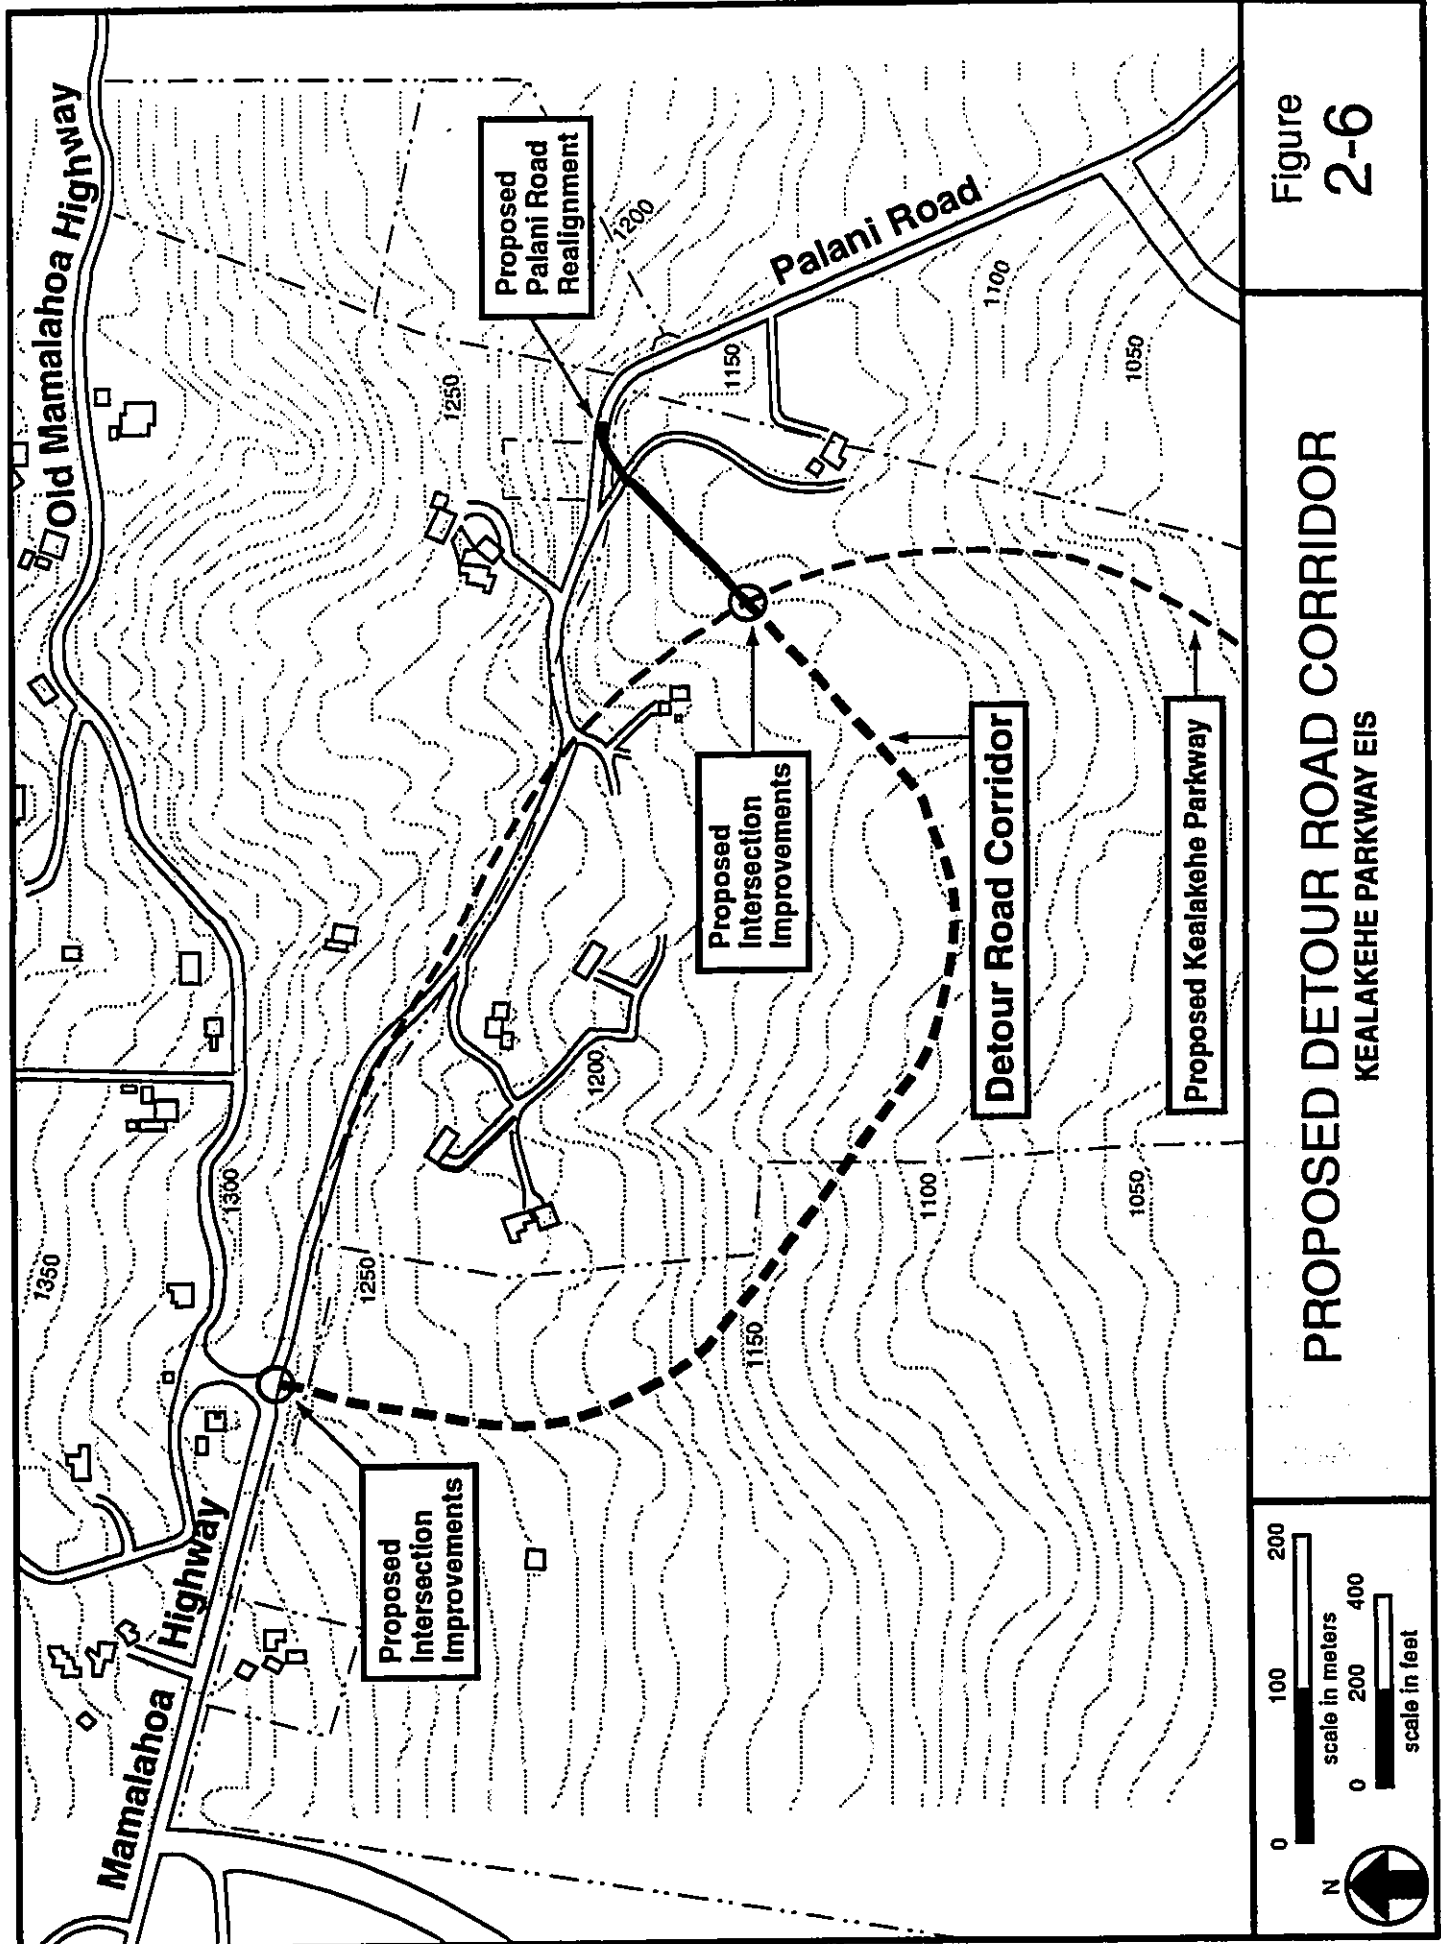 Old Mamalahoa Highway
Proposed
Palani Road
Realignment
1200
Palani Road
1250
1150
1100
1050
1300
1350
1250
1200
1150
1100
1050
Mamalahoa Highway
Proposed
Intersection
Improvements
Proposed
Intersection
Improvements
Detour Road Corridor
Proposed Kealakehe Parkway
N
0 100 200
scale in meters
0 200 400
scale in feet
PROPOSED DETOUR ROAD CORRIDOR
KEALAKEHE PARKWAY EIS
Figure
2-6